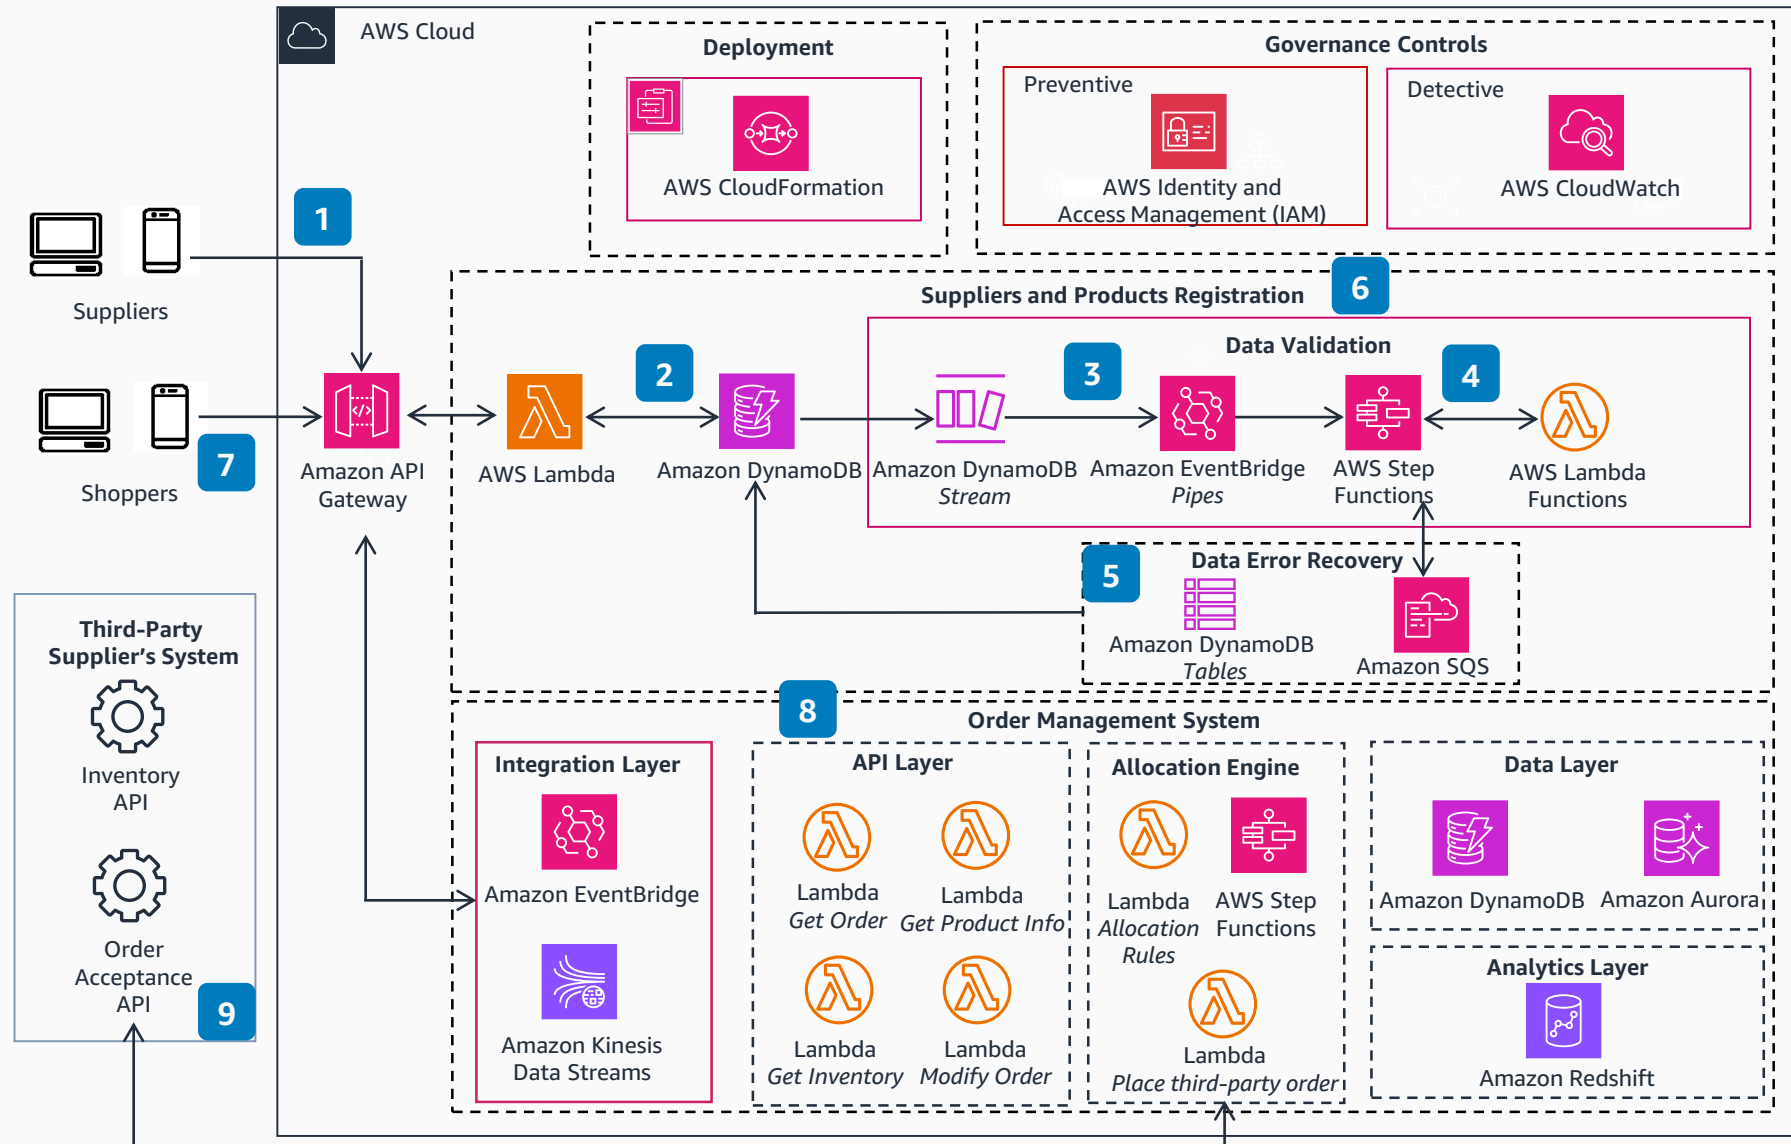 AWS Cloud
Deployment
AWS CloudFormation
Governance Controls
Preventive
AWS Identity and
Access Management (IAM)
Detective
AWS CloudWatch
1
Suppliers
Shoppers
7
Amazon API
Gateway
Suppliers and Products Registration
6
AWS Lambda
2
Amazon DynamoDB
Data Validation
Amazon DynamoDB
Stream
3
Amazon EventBridge
Pipes
AWS Step
Functions
4
AWS Lambda
Functions
5
Data Error Recovery
Amazon DynamoDB
Tables
Amazon SQS
Third-Party
Supplier’s System
Inventory
API
Order
Acceptance
API
9
8
Order Management System
Integration Layer
Amazon EventBridge
Amazon Kinesis
Data Streams
API Layer
Lambda
Get Order
Lambda
Get Product Info
Lambda
Get Inventory
Lambda
Modify Order
Allocation Engine
Lambda
Allocation
Rules
AWS Step
Functions
Lambda
Place third-party order
Data Layer
Amazon DynamoDB
Amazon Aurora
Analytics Layer
Amazon Redshift